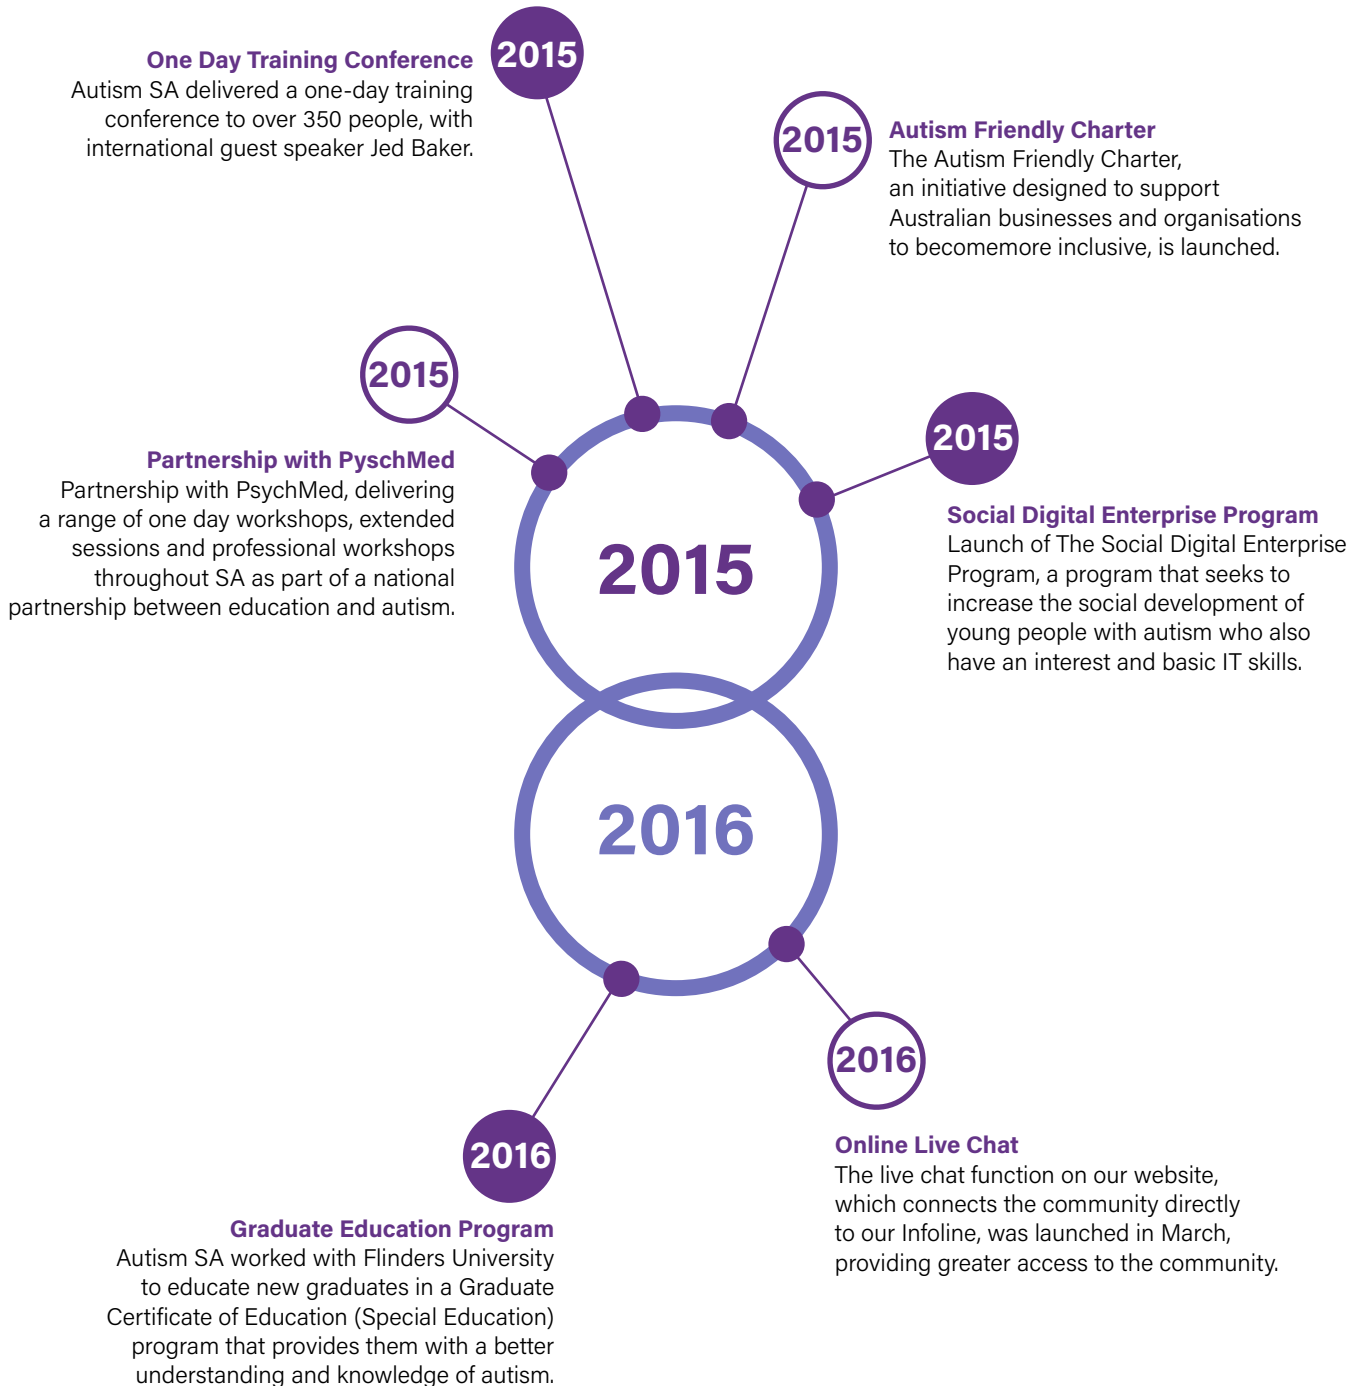 2015
One Day Training Conference
Autism SA delivered a one-day training
conference to over 350 people, with
international guest speaker Jed Baker.
2015
Autism Friendly Charter
The Autism Friendly Charter,
an initiative designed to support
Australian businesses and organisations
to becomemore inclusive, is launched.
2015
Partnership with PyschMed
Partnership with PsychMed, delivering
a range of one day workshops, extended
sessions and professional workshops
throughout SA as part of a national
partnership between education and autism.
2015
Social Digital Enterprise Program
Launch of The Social Digital Enterprise
Program, a program that seeks to
increase the social development of
young people with autism who also
have an interest and basic IT skills.
2015
2016
2016
Online Live Chat
The live chat function on our website,
which connects the community directly
to our Infoline, was launched in March,
providing greater access to the community.
2016
Graduate Education Program
Autism SA worked with Flinders University
to educate new graduates in a Graduate
Certificate of Education (Special Education)
program that provides them with a better
understanding and knowledge of autism.